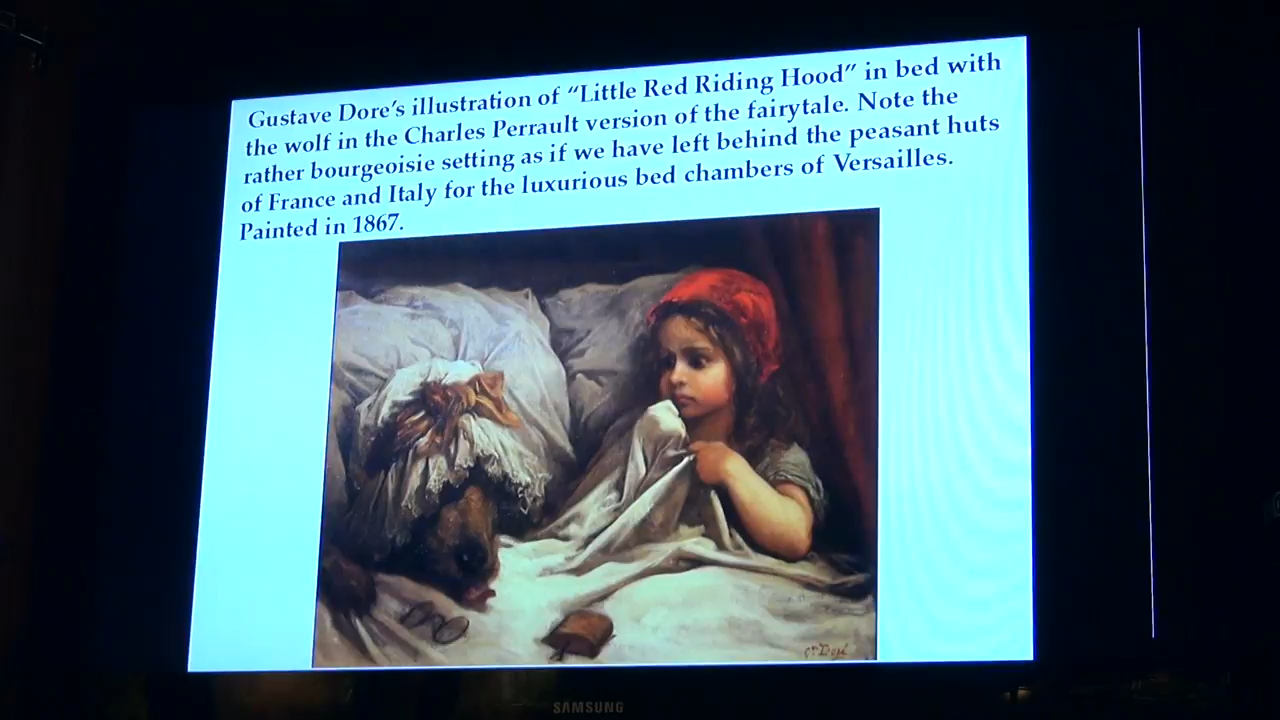 Gustave Dore's illustration of “Little Red Riding Hood” in bed with
the wolf in the Charles Perrault version of the fairytale. Note the
rather bourgeoisie setting as if we have left behind the peasant huts
of France and Italy for the luxurious bed chambers of Versailles.
Painted in 1867.
Gve Doré
SAMSUNG